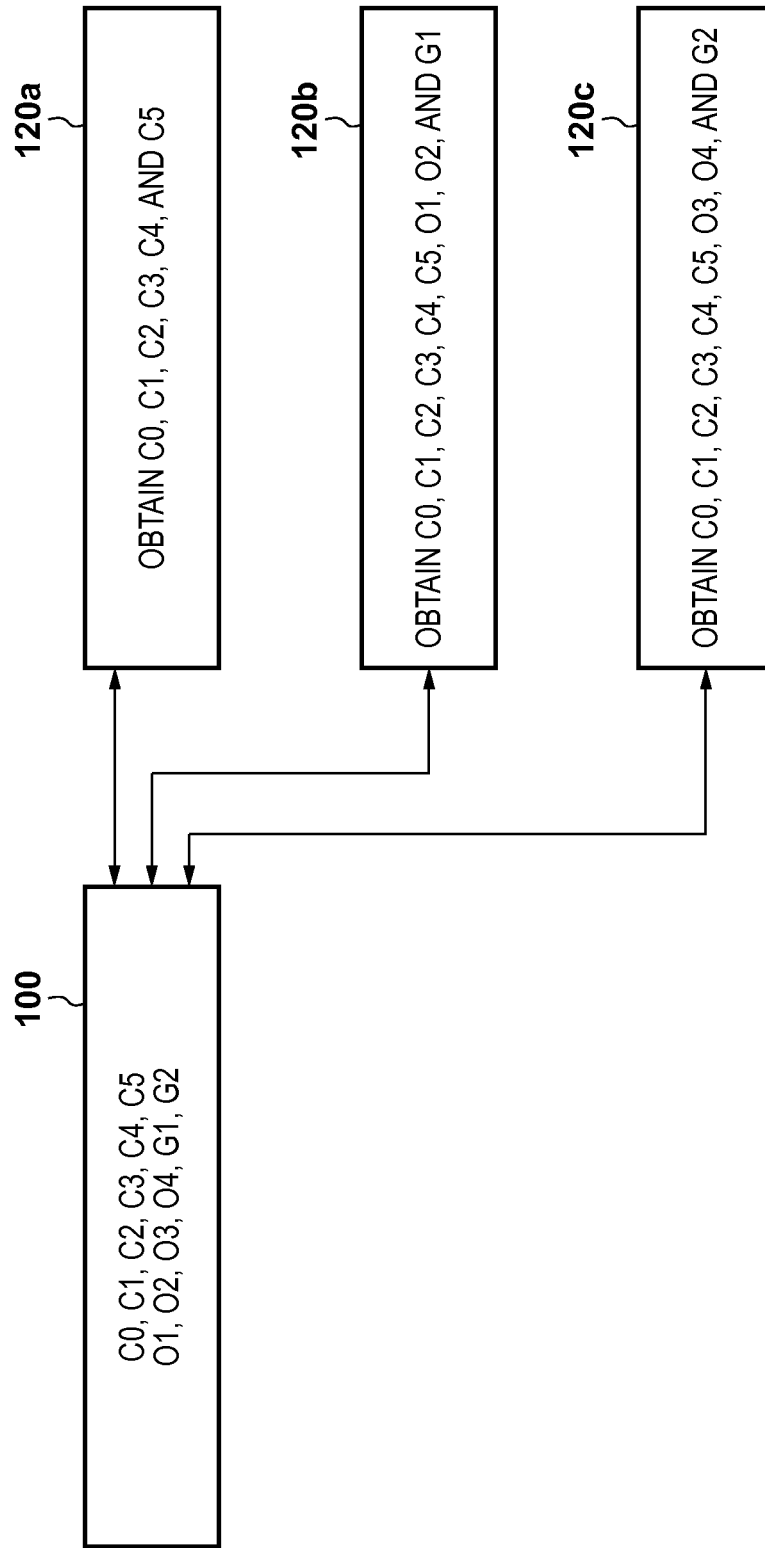 100
C0, C1, C2, C3, C4, C5
O1, O2, O3, O4, G1, G2
120a
OBTAIN C0, C1, C2, C3, C4, AND C5
120b
OBTAIN C0, C1, C2, C3, C4, C5, O1, O2, AND G1
120c
OBTAIN C0, C1, C2, C3, C4, C5, O3, O4, AND G2